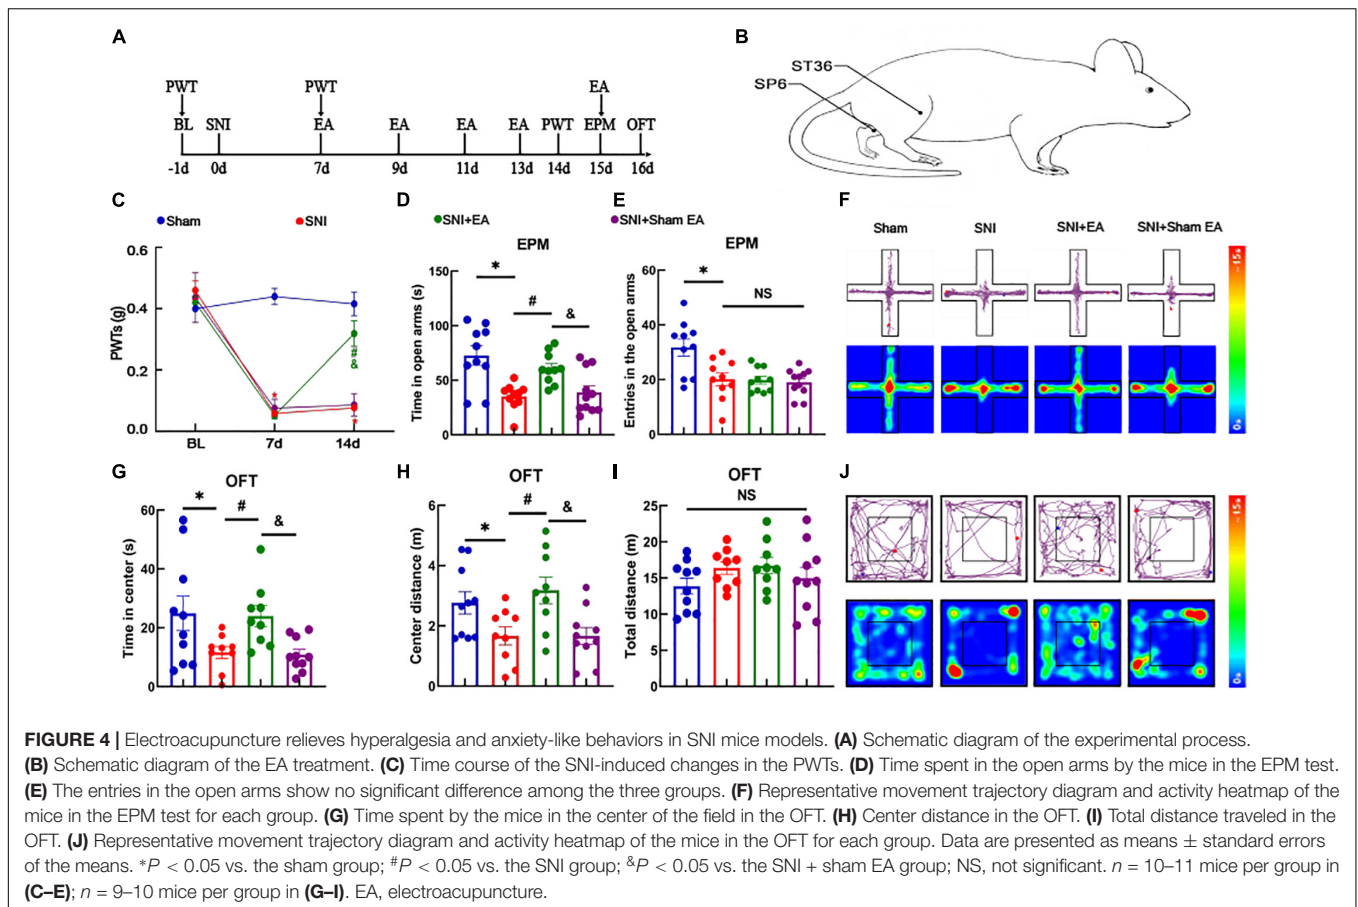 A
PWT PWT EA
BL SNI EA EA EA EA PWT EPM OFT
-1d 0d 7d 9d 11d 13d 14d 15d 16d
B
ST36
SP6
Sham SNI SNI+EA SNI+Sham EA
C
PWTs (g)
0.6
0.4
0.2
0.0
*
#
&
*
BL 7d 14d
D
EPM
Time in open arms (s)
150
100
50
0
* # &
E
EPM
Entries in the open arms
60
40
20
0
* NS
F
Sham SNI SNI+EA SNI+Sham EA
~15s
0s
G
OFT
Time in center (s)
60
40
20
0
* # &
H
OFT
Center distance (m)
6
4
2
0
* # &
I
OFT
Total distance (m)
25
20
15
10
5
0
NS
J
~15s
0s
FIGURE 4 | Electroacupuncture relieves hyperalgesia and anxiety-like behaviors in SNI mice models. (A) Schematic diagram of the experimental process.
(B) Schematic diagram of the EA treatment. (C) Time course of the SNI-induced changes in the PWTs. (D) Time spent in the open arms by the mice in the EPM test.
(E) The entries in the open arms show no significant difference among the three groups. (F) Representative movement trajectory diagram and activity heatmap of the
mice in the EPM test for each group. (G) Time spent by the mice in the center of the field in the OFT. (H) Center distance in the OFT. (I) Total distance traveled in the
OFT. (J) Representative movement trajectory diagram and activity heatmap of the mice in the OFT for each group. Data are presented as means ± standard errors
of the means. *P < 0.05 vs. the sham group; #P < 0.05 vs. the SNI group; &P < 0.05 vs. the SNI + sham EA group; NS, not significant. n = 10–11 mice per group in
(C–E); n = 9–10 mice per group in (G–I). EA, electroacupuncture.